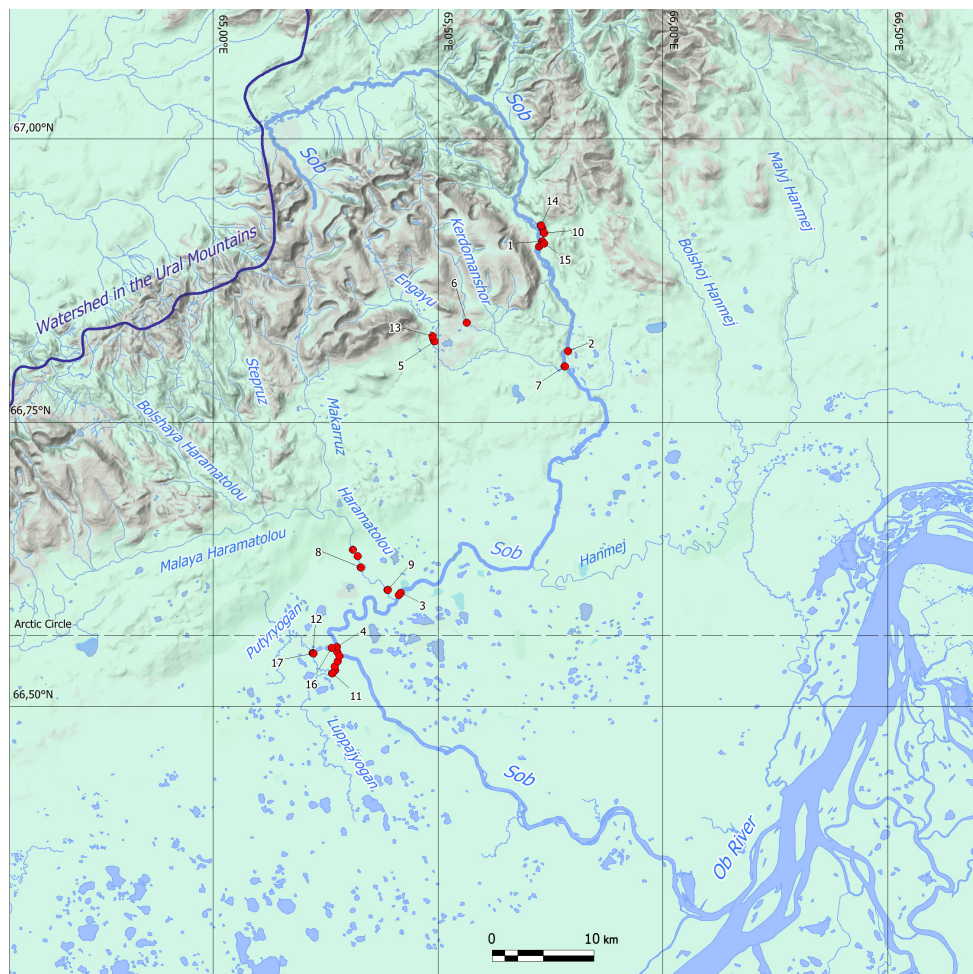 65,00°E
65,50°E
66,00°E
66,50°E
67,00°N
Sob
Sob
Malyj Hanmej
14
10
1
15
Kerdomanshor
Bolshoj Hanmej
Watershed in the Ural Mountains
Engayu
6
13
5
2
7
Stepruz
66,75°N
Makarruz
Bolshaya Haramatolou
Haramatolou
Malaya Haramatolou
Sob
Hanmej
8
9
3
Arctic Circle
Putyryogan
12
4
17
16
11
66,50°N
Luppajyogan
Sob
Ob River
0 10 km